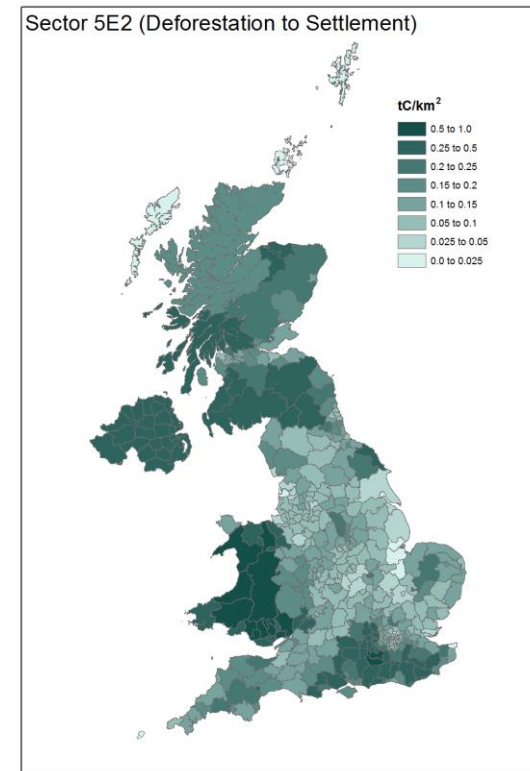 Sector 5E2 (Deforestation to Settlement)
tC/km²
0.5 to 1.0
0.25 to 0.5
0.2 to 0.25
0.15 to 0.2
0.1 to 0.15
0.05 to 0.1
0.025 to 0.05
0.0 to 0.025